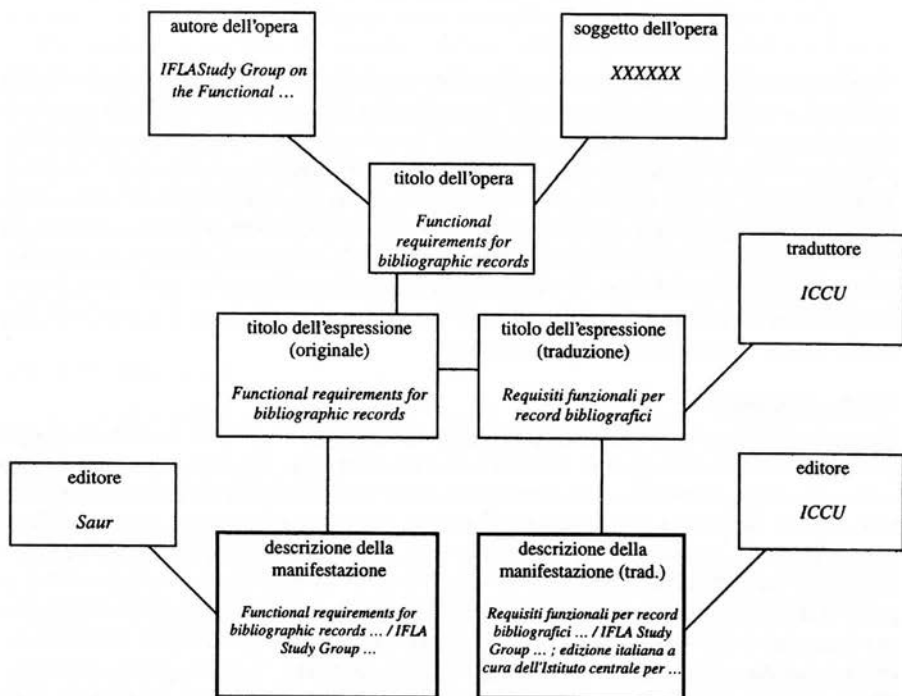 autore dell'opera
IFLAStudy Group on
the Functional ...
soggetto dell'opera
XXXXXX
titolo dell'opera
Functional
requirements for
bibliographic records
traduttore
ICCU
titolo dell'espressione
(originale)
Functional requirements for
bibliographic records
titolo dell'espressione
(traduzione)
Requisiti funzionali per
record bibliografici
editore
Saur
editore
ICCU
descrizione della
manifestazione
Functional requirements for
bibliographic records ... / IFLA
Study Group ...
descrizione della
manifestazione (trad.)
Requisiti funzionali per record
bibliografici ... / IFLA Study
Group ... ; edizione italiana a
cura dell'Istituto centrale per ...